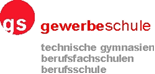 gs gewerbeschule
technische gymnasien
berufsfachschulen
berufsschule